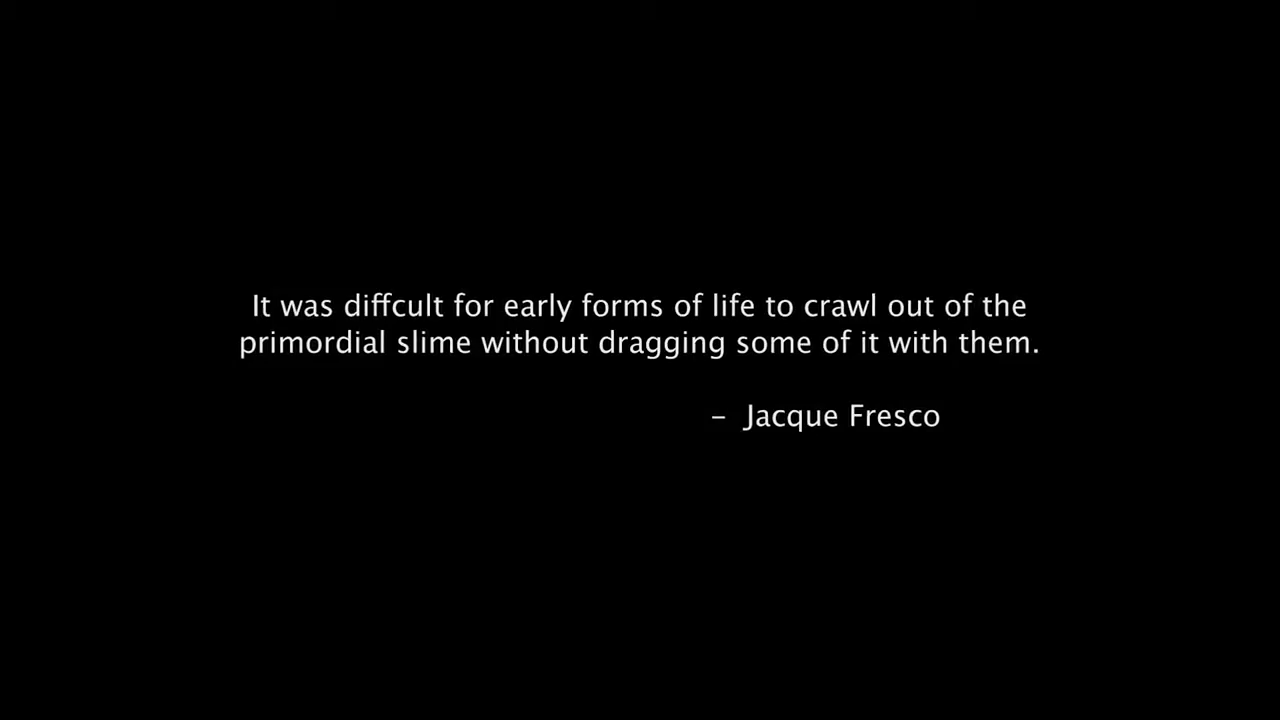 It was diffcult for early forms of life to crawl out of the
primordial slime without dragging some of it with them.
– Jacque Fresco